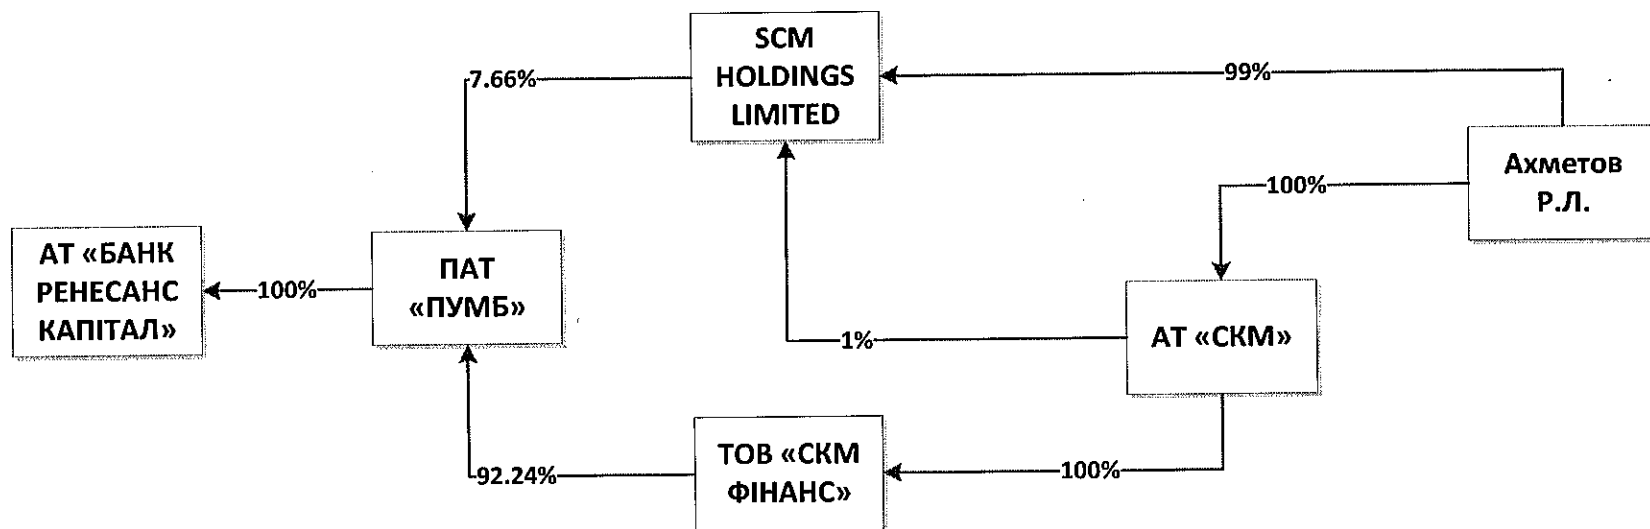 SCM
HOLDINGS
LIMITED
7.66%
99%
Ахметов
Р.Л.
100%
АТ «БАНК
РЕНЕСАНС
КАПІТАЛ»
100%
ПАТ
«ПУМБ»
1%
АТ «СКМ»
ТОВ «СКМ
ФІНАНС»
92.24%
100%